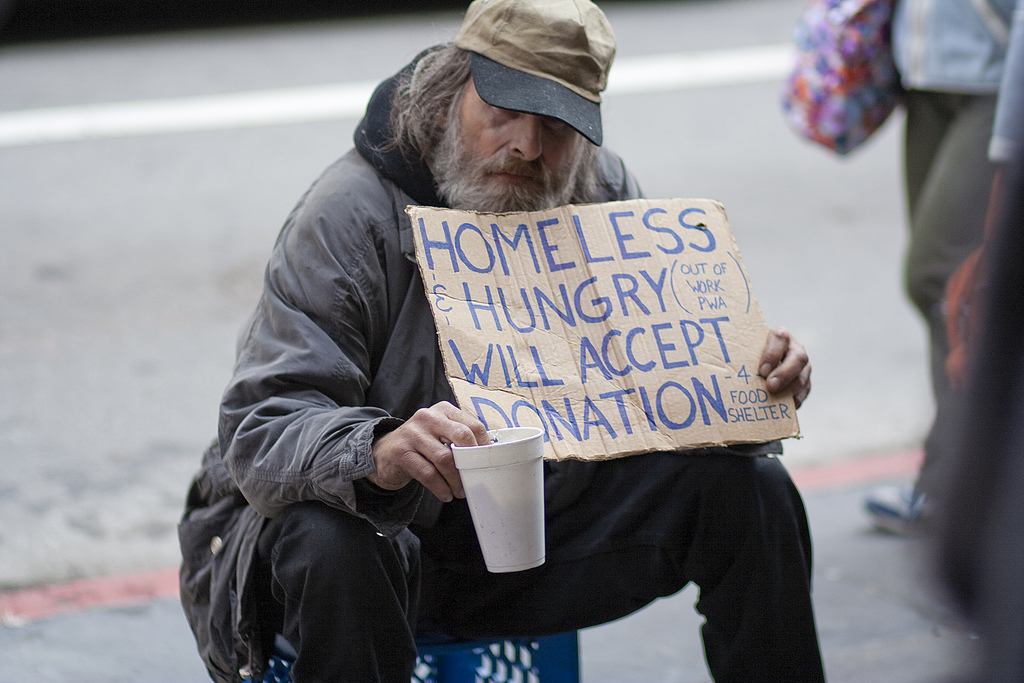 HOMELESS
& HUNGRY (OUT OF
WORK
PWA)
WILL ACCEPT
DONATION -4
FOOD
SHELTER